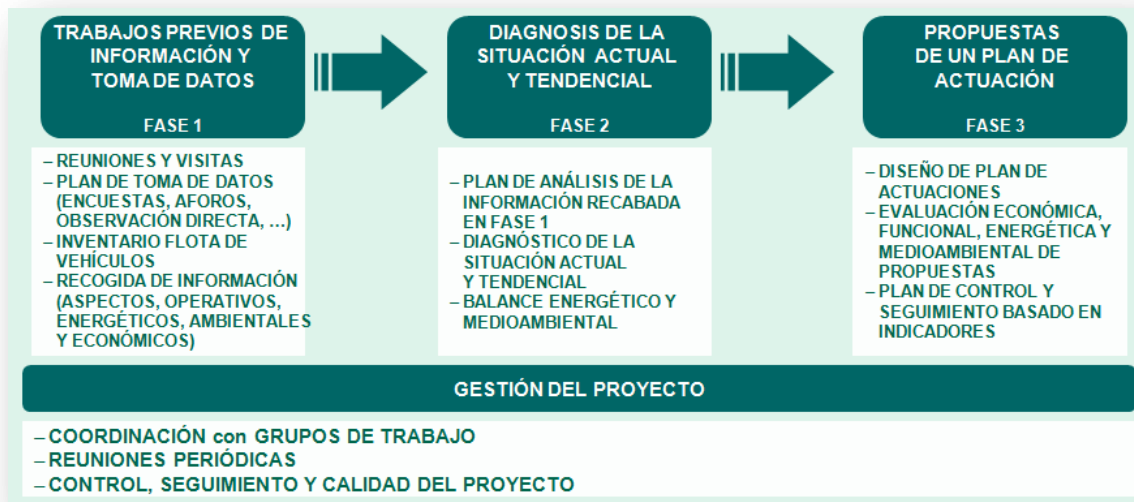 TRABAJOS PREVIOS DE
INFORMACIÓN Y
TOMA DE DATOS
FASE 1
– REUNIONES Y VISITAS
– PLAN DE TOMA DE DATOS
(ENCUESTAS, AFOROS,
OBSERVACIÓN DIRECTA, ...)
– INVENTARIO FLOTA DE
VEHÍCULOS
– RECOGIDA DE INFORMACIÓN
(ASPECTOS, OPERATIVOS,
ENERGÉTICOS, AMBIENTALES
Y ECONÓMICOS)
DIAGNOSIS DE LA
SITUACIÓN ACTUAL
Y TENDENCIAL
FASE 2
– PLAN DE ANÁLISIS DE LA
INFORMACIÓN RECABADA
EN FASE 1
– DIAGNÓSTICO DE LA
SITUACIÓN ACTUAL
Y TENDENCIAL
– BALANCE ENERGÉTICO Y
MEDIOAMBIENTAL
PROPUESTAS
DE UN PLAN DE
ACTUACIÓN
FASE 3
– DISEÑO DE PLAN DE
ACTUACIONES
– EVALUACIÓN ECONÓMICA,
FUNCIONAL, ENERGÉTICA Y
MEDIOAMBIENTAL DE
PROPUESTAS
– PLAN DE CONTROL Y
SEGUIMIENTO BASADO EN
INDICADORES
GESTIÓN DEL PROYECTO
– COORDINACIÓN con GRUPOS DE TRABAJO
– REUNIONES PERIÓDICAS
– CONTROL, SEGUIMIENTO Y CALIDAD DEL PROYECTO